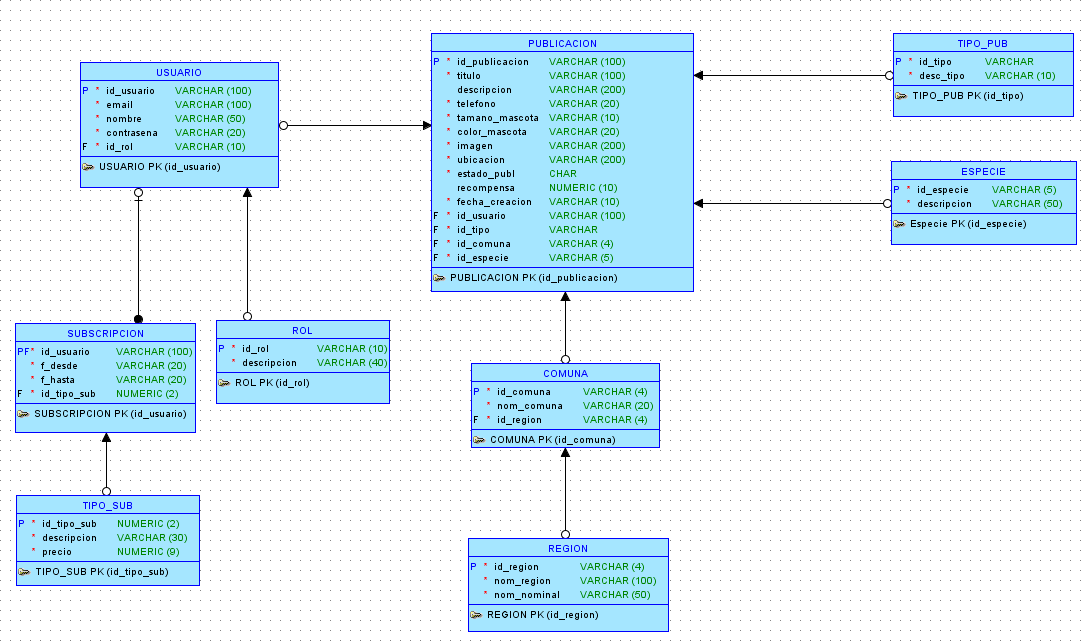 USUARIO
P * id_usuario VARCHAR (100)
* email VARCHAR (100)
* nombre VARCHAR (50)
* contrasena VARCHAR (20)
F * id_rol VARCHAR (10)
USUARIO PK (id_usuario)
PUBLICACION
P * id_publicacion VARCHAR (100)
* titulo VARCHAR (100)
descripcion VARCHAR (200)
* telefono VARCHAR (20)
* tamano_mascota VARCHAR (10)
* color_mascota VARCHAR (20)
* imagen VARCHAR (200)
* ubicacion VARCHAR (200)
* estado_publ CHAR
recompensa NUMERIC (10)
* fecha_creacion VARCHAR (10)
F * id_usuario VARCHAR (100)
F * id_tipo VARCHAR
F * id_comuna VARCHAR (4)
F * id_especie VARCHAR (5)
PUBLICACION PK (id_publicacion)
TIPO_PUB
P * id_tipo VARCHAR
* desc_tipo VARCHAR (10)
TIPO_PUB PK (id_tipo)
ESPECIE
P * id_especie VARCHAR (5)
* descripcion VARCHAR (50)
Especie PK (id_especie)
SUBSCRIPCION
PF* id_usuario VARCHAR (100)
* f_desde VARCHAR (20)
* f_hasta VARCHAR (20)
F * id_tipo_sub NUMERIC (2)
SUBSCRIPCION PK (id_usuario)
ROL
P * id_rol VARCHAR (10)
* descripcion VARCHAR (40)
ROL PK (id_rol)
COMUNA
P * id_comuna VARCHAR (4)
* nom_comuna VARCHAR (20)
F * id_region VARCHAR (4)
COMUNA PK (id_comuna)
TIPO_SUB
P * id_tipo_sub NUMERIC (2)
* descripcion VARCHAR (30)
* precio NUMERIC (9)
TIPO_SUB PK (id_tipo_sub)
REGION
P * id_region VARCHAR (4)
* nom_region VARCHAR (100)
* nom_nominal VARCHAR (50)
REGION PK (id_region)